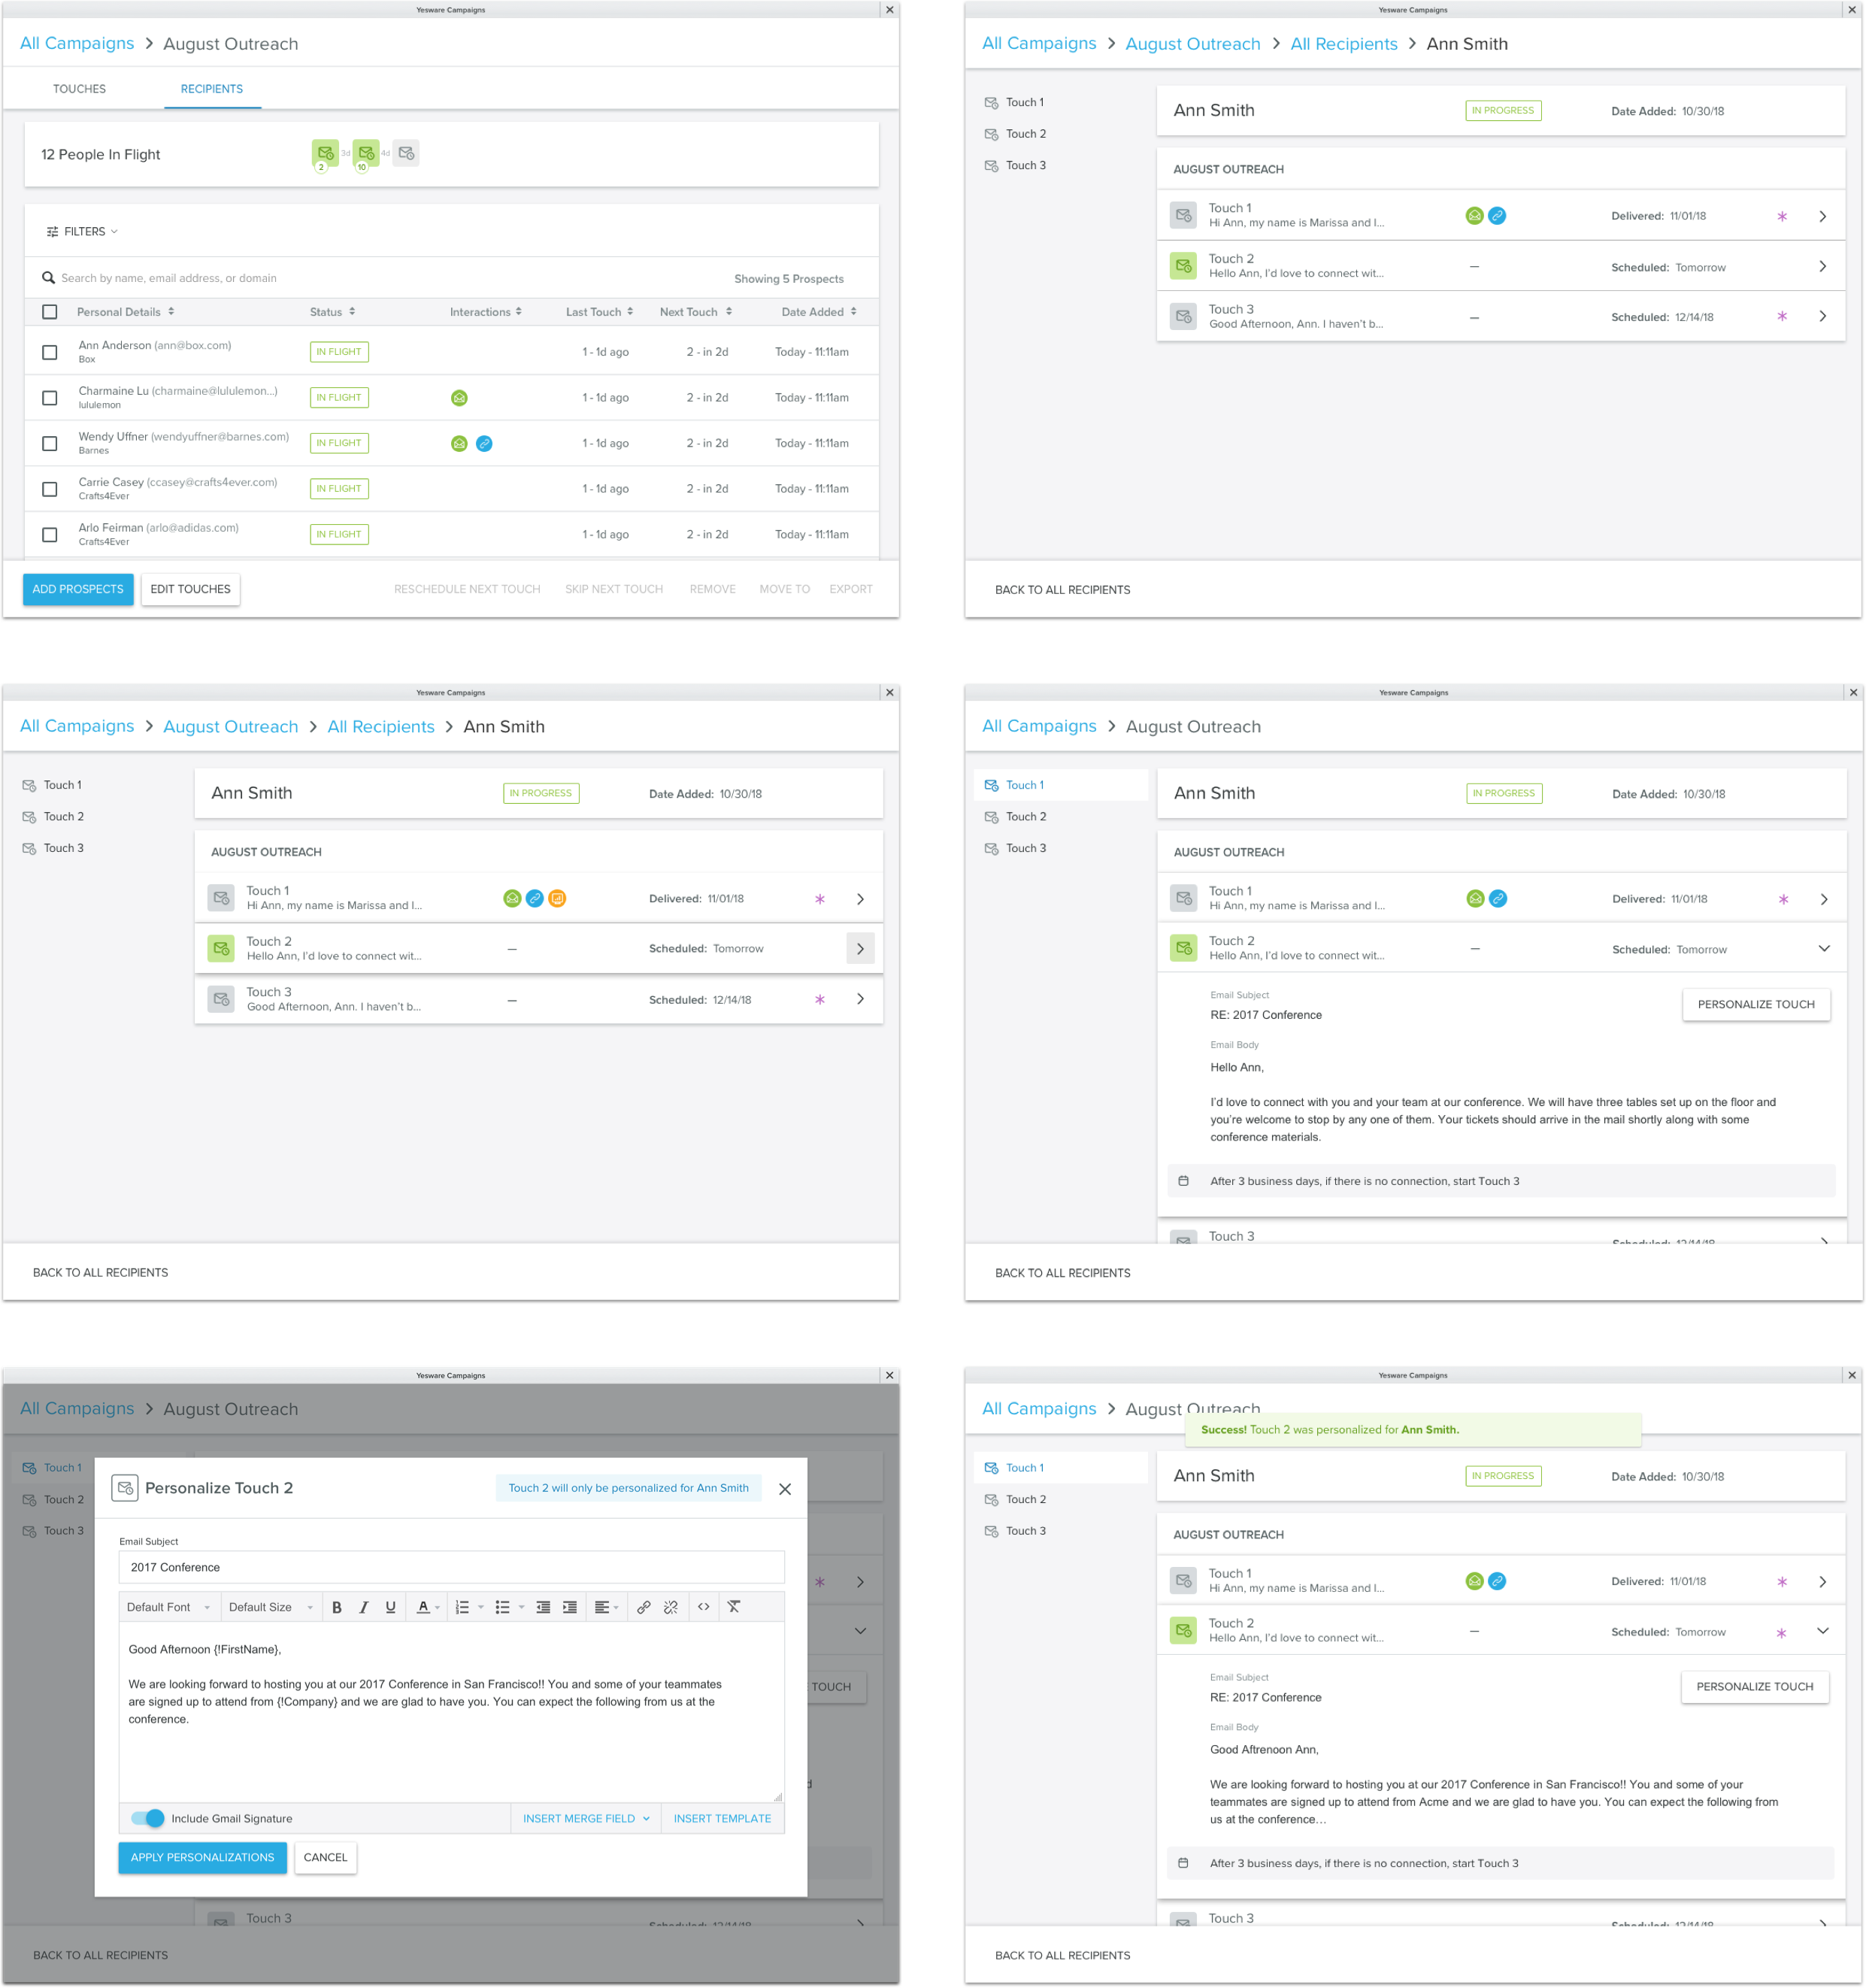 Yesware Campaigns
All Campaigns > August Outreach
TOUCHES RECIPIENTS
12 People In Flight 3d 4d
2 10
FILTERS
Search by name, email address, or domain Showing 5 Prospects
Personal Details Status Interactions Last Touch Next Touch Date Added
Ann Anderson (ann@box.com) IN FLIGHT 1 - 1d ago 2 - in 2d Today - 11:11am
Box
Charmaine Lu (charmaine@lululemon...) IN FLIGHT 1 - 1d ago 2 - in 2d Today - 11:11am
lululemon
Wendy Uffner (wendyuffner@barnes.com) IN FLIGHT 1 - 1d ago 2 - in 2d Today - 11:11am
Barnes
Carrie Casey (ccasey@crafts4ever.com) IN FLIGHT 1 - 1d ago 2 - in 2d Today - 11:11am
Crafts4Ever
Arlo Feirman (arlo@adidas.com) IN FLIGHT 1 - 1d ago 2 - in 2d Today - 11:11am
Crafts4Ever
ADD PROSPECTS EDIT TOUCHES RESCHEDULE NEXT TOUCH SKIP NEXT TOUCH REMOVE MOVE TO EXPORT
Yesware Campaigns
All Campaigns > August Outreach > All Recipients > Ann Smith
Touch 1
Touch 2
Touch 3
Ann Smith IN PROGRESS Date Added: 10/30/18
AUGUST OUTREACH
Touch 1
Hi Ann, my name is Marissa and I... Delivered: 11/01/18 *
Touch 2
Hello Ann, I'd love to connect wit... – Scheduled: Tomorrow
Touch 3
Good Afternoon, Ann. I haven't b... – Scheduled: 12/14/18 *
BACK TO ALL RECIPIENTS
Yesware Campaigns
All Campaigns > August Outreach > All Recipients > Ann Smith
Touch 1
Touch 2
Touch 3
Ann Smith IN PROGRESS Date Added: 10/30/18
AUGUST OUTREACH
Touch 1
Hi Ann, my name is Marissa and I... Delivered: 11/01/18 *
Touch 2
Hello Ann, I'd love to connect wit... – Scheduled: Tomorrow
Touch 3
Good Afternoon, Ann. I haven't b... – Scheduled: 12/14/18 *
BACK TO ALL RECIPIENTS
Yesware Campaigns
All Campaigns > August Outreach
Touch 1
Touch 2
Touch 3
Ann Smith IN PROGRESS Date Added: 10/30/18
AUGUST OUTREACH
Touch 1
Hi Ann, my name is Marissa and I... Delivered: 11/01/18 *
Touch 2
Hello Ann, I'd love to connect wit... – Scheduled: Tomorrow
Email Subject
RE: 2017 Conference PERSONALIZE TOUCH
Email Body
Hello Ann,
I'd love to connect with you and your team at our conference. We will have three tables set up on the floor and
you're welcome to stop by any one of them. Your tickets should arrive in the mail shortly along with some
conference materials.
After 3 business days, if there is no connection, start Touch 3
Touch 3
Scheduled: 12/14/18
BACK TO ALL RECIPIENTS
Yesware Campaigns
All Campaigns > August Outreach
Touch 1
Touch 2
Touch 3
Personalize Touch 2 Touch 2 will only be personalized for Ann Smith
Email Subject
2017 Conference
Default Font Default Size B I U A
Good Afternoon {!FirstName},
We are looking forward to hosting you at our 2017 Conference in San Francisco!! You and some of your teammates
are signed up to attend from {!Company} and we are glad to have you. You can expect the following from us at the
conference.
Include Gmail Signature INSERT MERGE FIELD INSERT TEMPLATE
APPLY PERSONALIZATIONS CANCEL
*
TOUCH
d
Touch 3
Scheduled: 12/14/18
BACK TO ALL RECIPIENTS
Yesware Campaigns
All Campaigns > August Outreach
Success! Touch 2 was personalized for Ann Smith.
Touch 1
Touch 2
Touch 3
Ann Smith IN PROGRESS Date Added: 10/30/18
AUGUST OUTREACH
Touch 1
Hi Ann, my name is Marissa and I... Delivered: 11/01/18 *
Touch 2
Hello Ann, I'd love to connect wit... – Scheduled: Tomorrow *
Email Subject
RE: 2017 Conference PERSONALIZE TOUCH
Email Body
Good Aftrenoon Ann,
We are looking forward to hosting you at our 2017 Conference in San Francisco!! You and some of your
teammates are signed up to attend from Acme and we are glad to have you. You can expect the following from
us at the conference...
After 3 business days, if there is no connection, start Touch 3
Touch 3
Scheduled: 12/14/18
BACK TO ALL RECIPIENTS